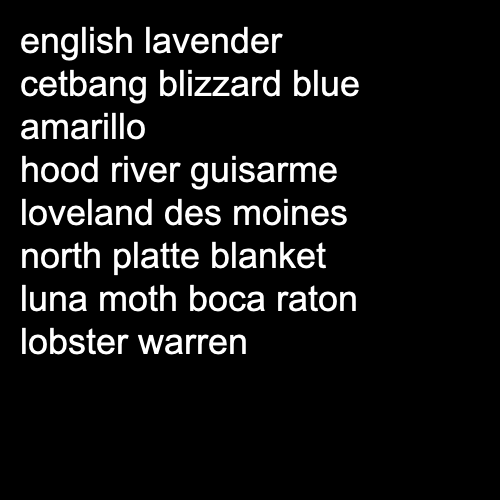 english lavender
cetbang blizzard blue
amarillo
hood river guisarme
loveland des moines
north platte blanket
luna moth boca raton
lobster warren